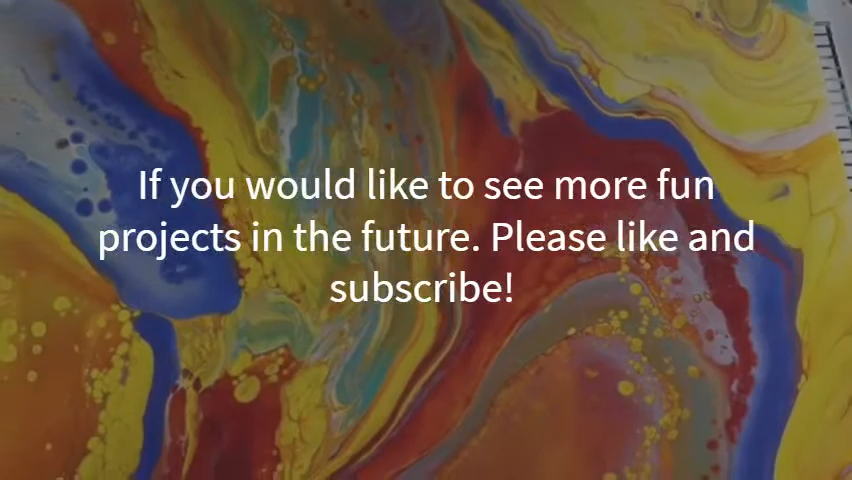 If you would like to see more fun
projects in the future. Please like and
subscribe!